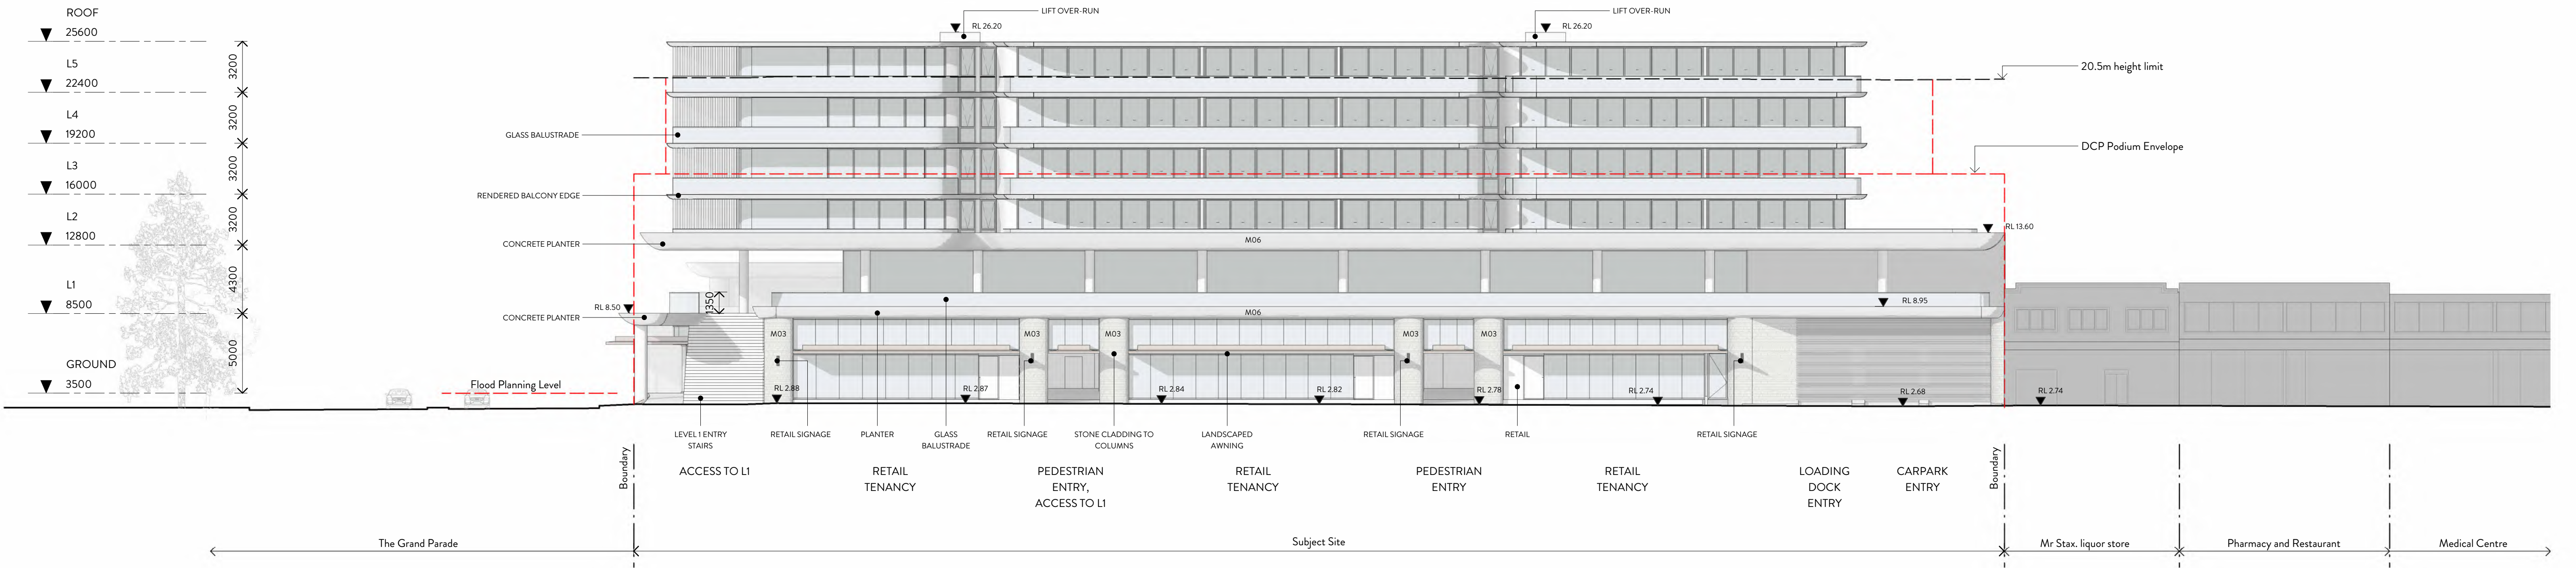 ROOF
25600
L5
22400
L4
19200
L3
16000
L2
12800
L1
8500
GROUND
3500
3200
3200
3200
3200
4300
5000
1350
LIFT OVER-RUN
RL 26.20
LIFT OVER-RUN
RL 26.20
20.5m height limit
DCP Podium Envelope
GLASS BALUSTRADE
RENDERED BALCONY EDGE
CONCRETE PLANTER
M06
RL 13.60
RL 8.50
RL 8.95
CONCRETE PLANTER
M06
M03
M03
M03
M03
M03
Flood Planning Level
RL 2.88
RL 2.87
RL 2.84
RL 2.82
RL 2.78
RL 2.74
RL 2.68
RL 2.74
LEVEL 1 ENTRY
STAIRS
RETAIL SIGNAGE
PLANTER
GLASS
BALUSTRADE
RETAIL SIGNAGE
STONE CLADDING TO
COLUMNS
LANDSCAPED
AWNING
RETAIL SIGNAGE
RETAIL
RETAIL SIGNAGE
Boundary
ACCESS TO L1
RETAIL
TENANCY
PEDESTRIAN
ENTRY,
ACCESS TO L1
RETAIL
TENANCY
PEDESTRIAN
ENTRY
RETAIL
TENANCY
LOADING
DOCK
ENTRY
CARPARK
ENTRY
Boundary
The Grand Parade
Subject Site
Mr Stax. liquor store
Pharmacy and Restaurant
Medical Centre